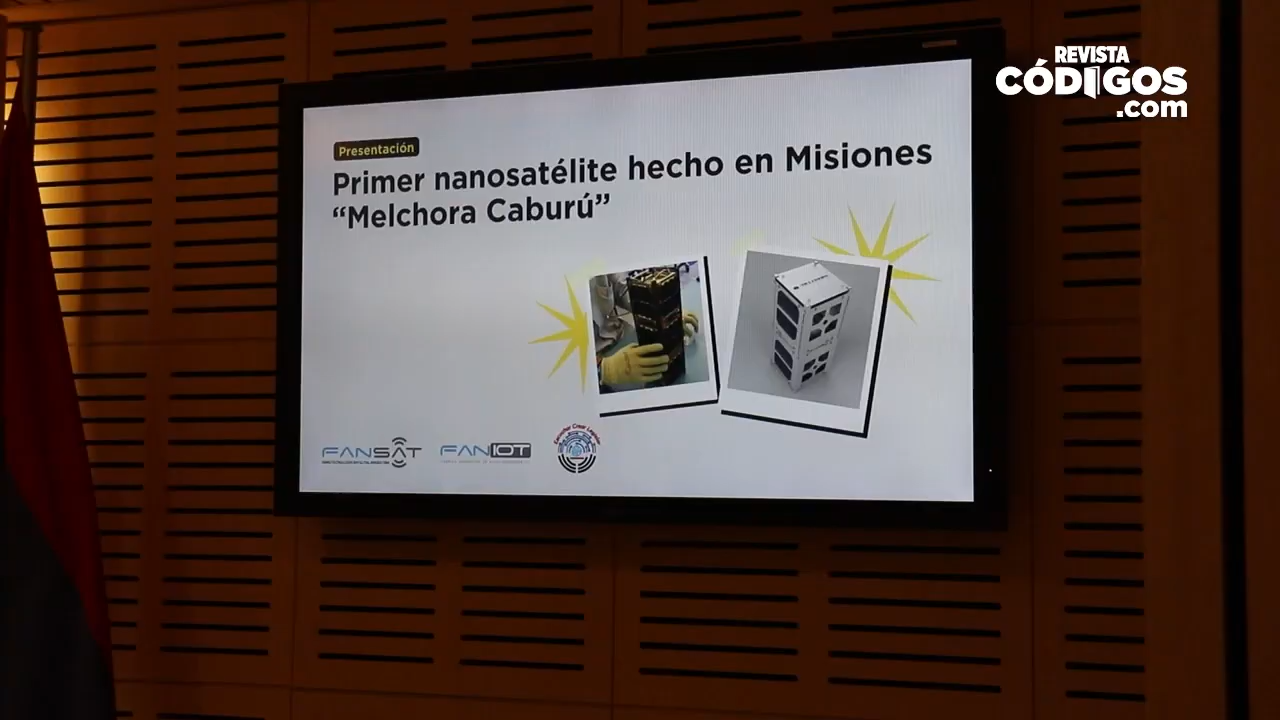 REVISTA
CÓDIGOS
.com
Presentación
Primer nanosatélite hecho en Misiones
“Melchora Caburú”
FANSAT
FANIOT